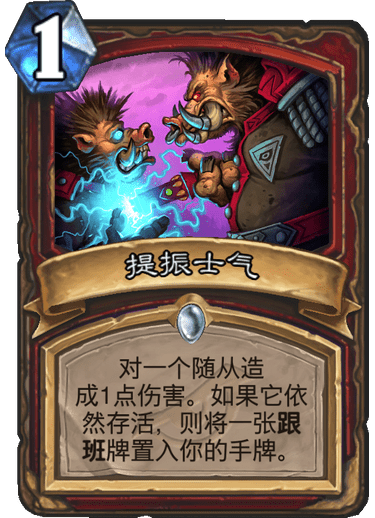 1
提振士气
对一个随从造
成1点伤害。如果它依
然存活，则将一张跟
班牌置入你的手牌。